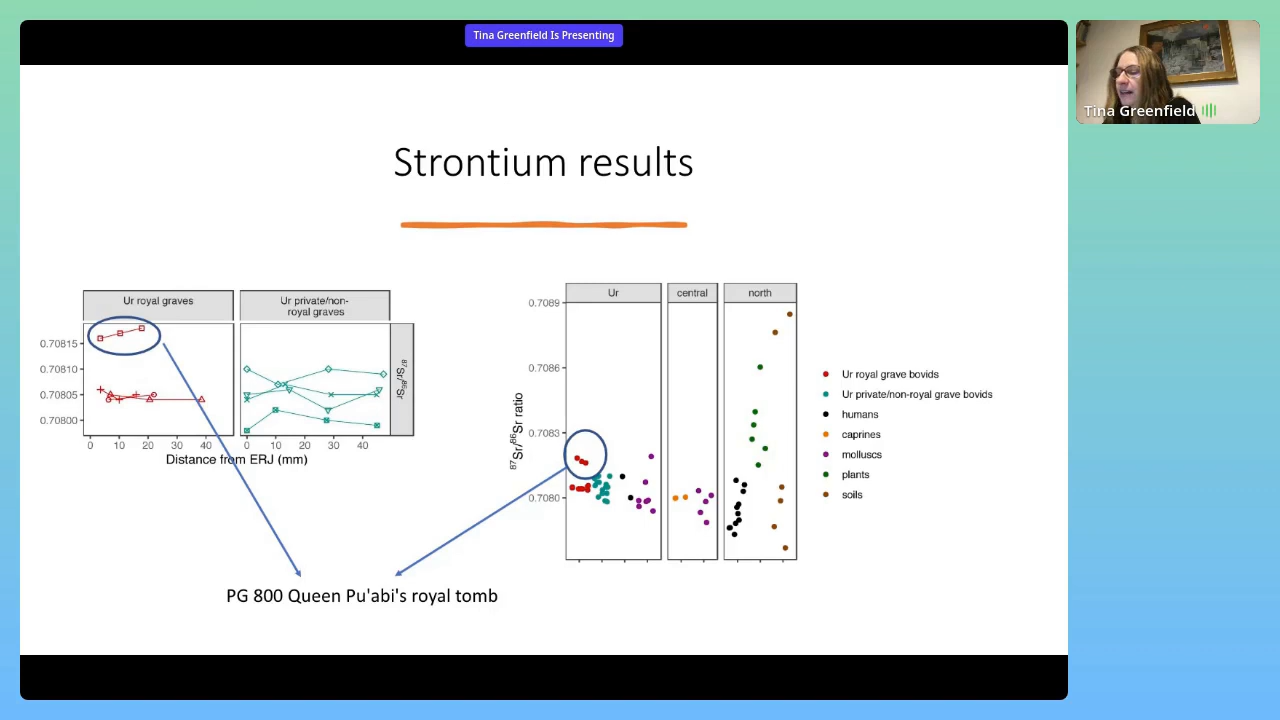 Tina Greenfield Is Presenting
Tina Greenfield
Strontium results
Ur royal graves
Ur private/non-
royal graves
0.70815
0.70810
0.70805
0.70800
⁸⁷Sr/⁸⁶Sr
0 10 20 30 40 0 10 20 30 40
Distance from ERJ (mm)
Ur central north
0.7089
0.7086
0.7083
0.7080
⁸⁷Sr/⁸⁶Sr ratio
Ur royal grave bovids
Ur private/non-royal grave bovids
humans
caprines
molluscs
plants
soils
PG 800 Queen Pu'abi's royal tomb